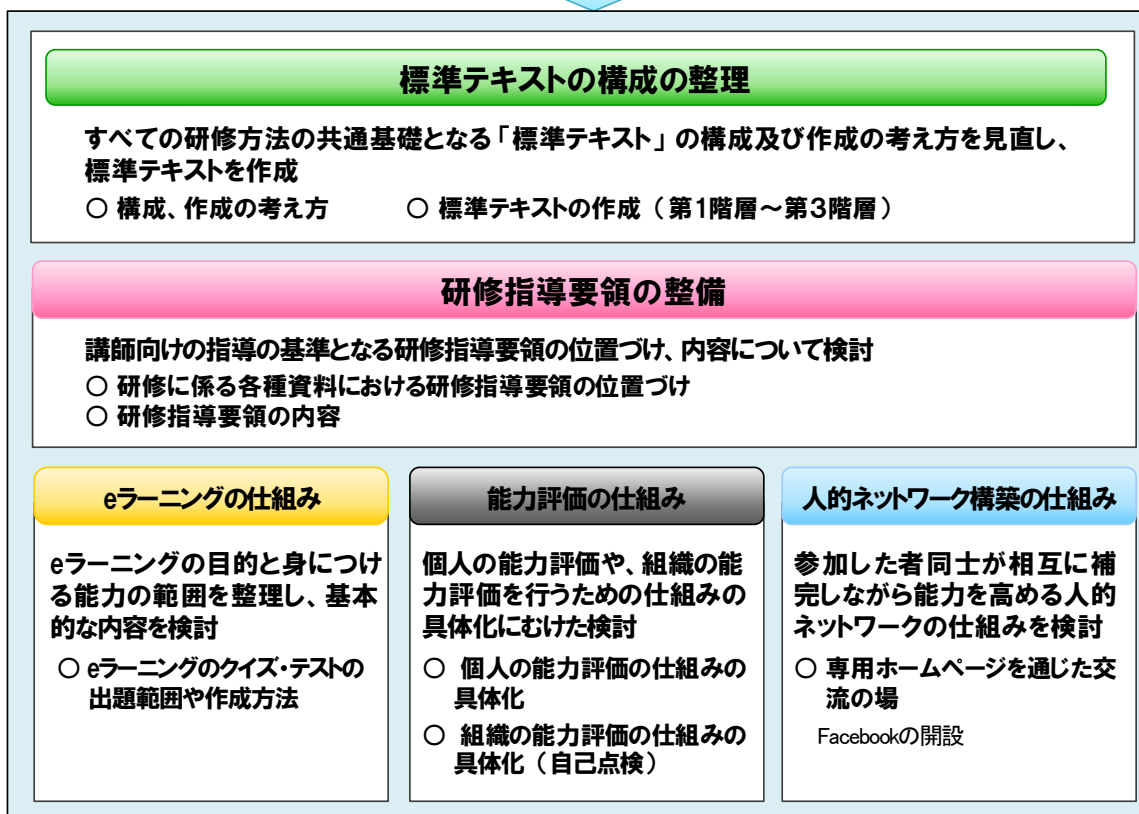 標準テキストの構成の整理
すべての研修方法の共通基礎となる「標準テキスト」の構成及び作成の考え方を見直し、
標準テキストを作成
○ 構成、作成の考え方　○ 標準テキストの作成（第1階層～第３階層）
研修指導要領の整備
講師向けの指導の基準となる研修指導要領の位置づけ、内容について検討
○ 研修に係る各種資料における研修指導要領の位置づけ
○ 研修指導要領の内容
eラーニングの仕組み
eラーニングの目的と身につけ
る能力の範囲を整理し、基本
的な内容を検討
○ eラーニングのクイズ・テストの
出題範囲や作成方法
能力評価の仕組み
個人の能力評価や、組織の能
力評価を行うための仕組みの
具体化にむけた検討
○ 個人の能力評価の仕組みの
具体化
○ 組織の能力評価の仕組みの
具体化（自己点検）
人的ネットワーク構築の仕組み
参加した者同士が相互に補
完しながら能力を高める人的
ネットワークの仕組みを検討
○ 専用ホームページを通じた交
流の場
Facebookの開設